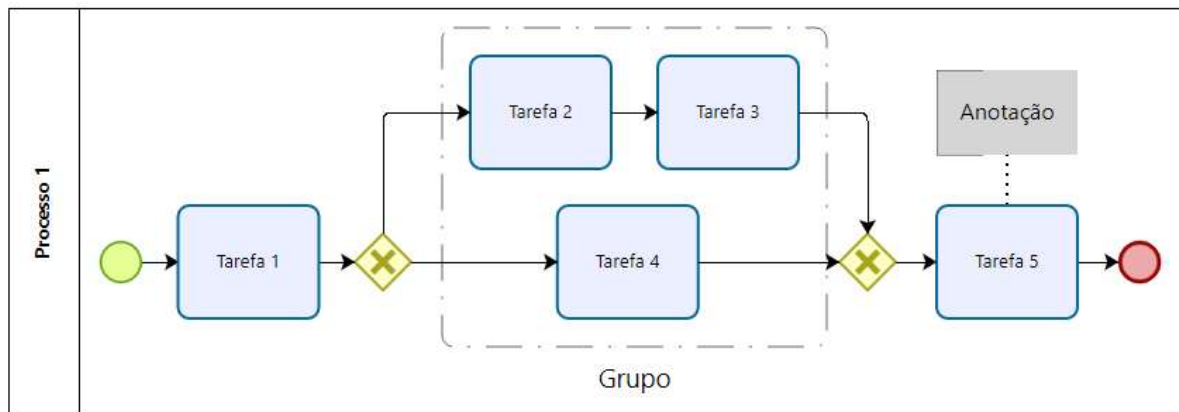 Processo 1
Tarefa 1
Tarefa 2
Tarefa 3
Tarefa 4
Anotação
Tarefa 5
Grupo